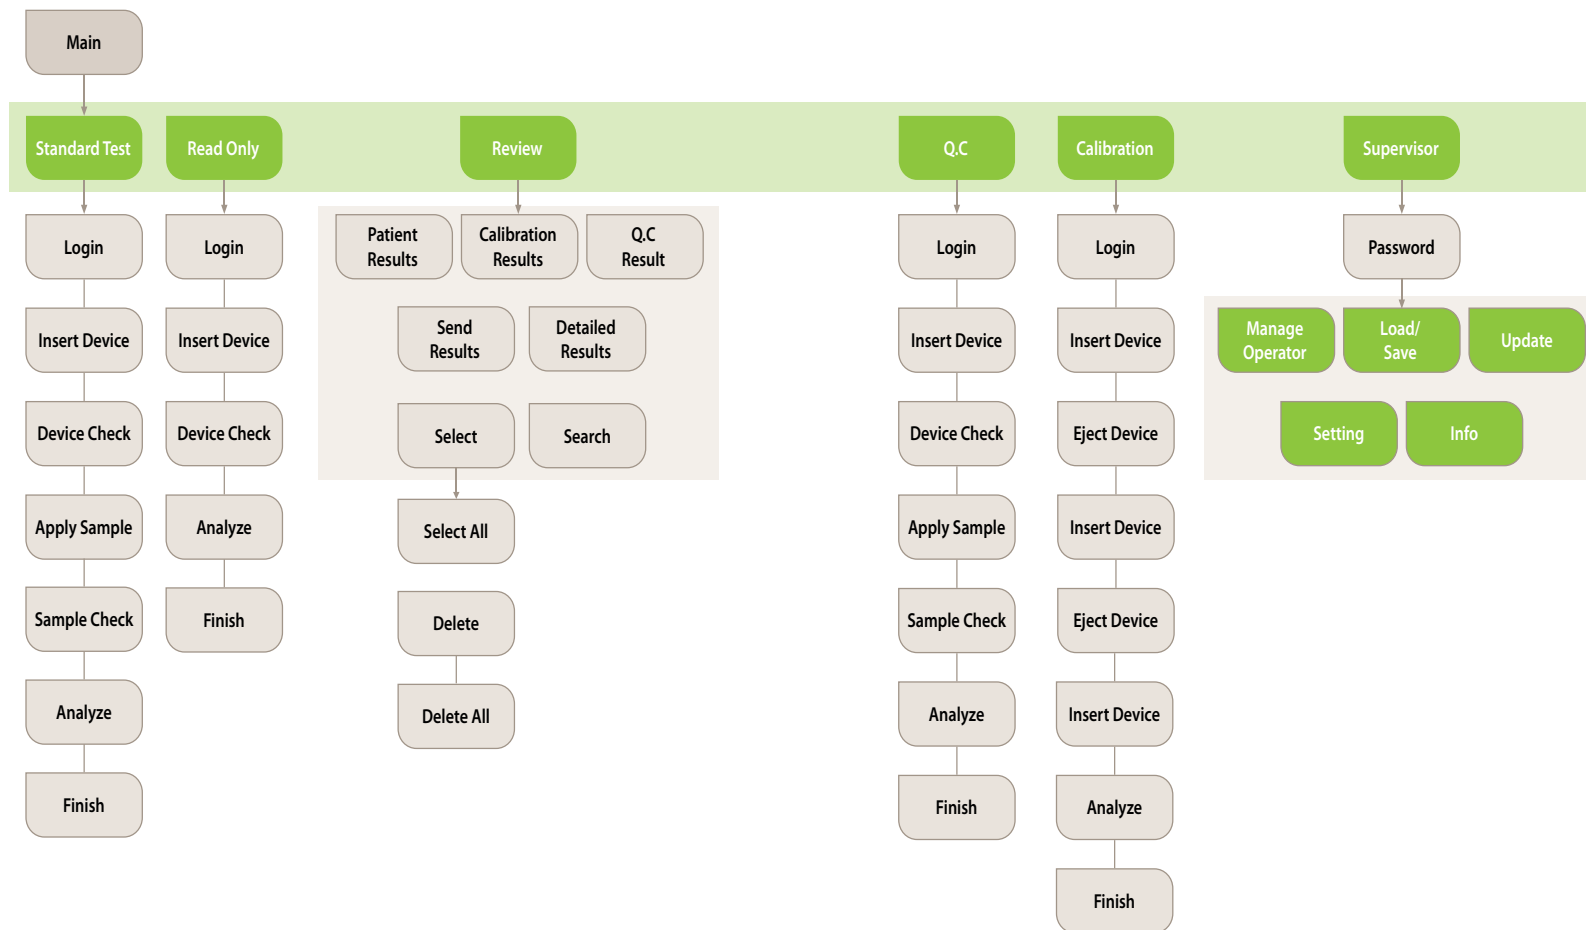 Main
Standard Test
Read Only
Review
Q.C
Calibration
Supervisor
Login
Login
Patient
Results
Calibration
Results
Q.C
Result
Login
Login
Password
Insert Device
Insert Device
Send
Results
Detailed
Results
Insert Device
Insert Device
Manage
Operator
Load/
Save
Update
Device Check
Device Check
Select
Search
Device Check
Eject Device
Setting
Info
Apply Sample
Analyze
Select All
Apply Sample
Insert Device
Sample Check
Finish
Delete
Sample Check
Eject Device
Analyze
Delete All
Analyze
Insert Device
Finish
Finish
Analyze
Finish